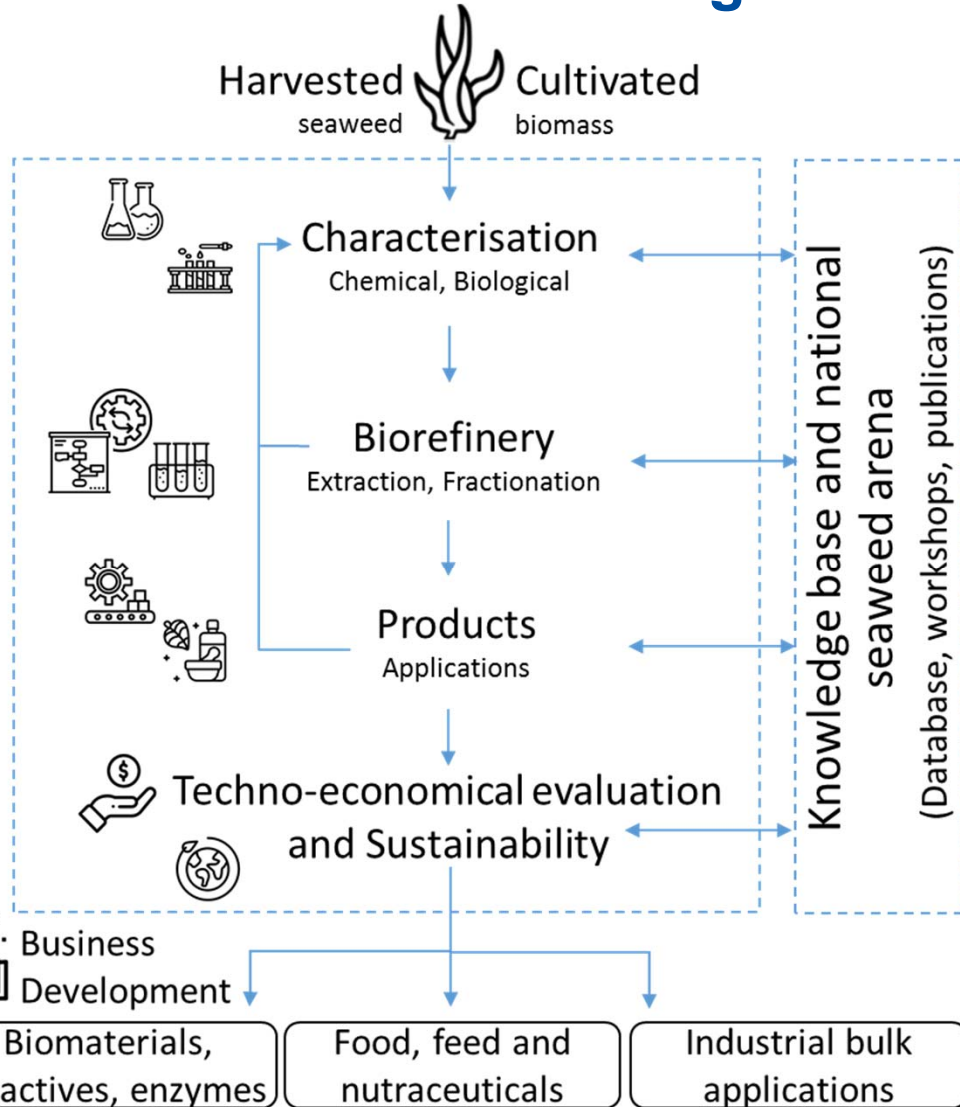 Harvested
seaweed
Cultivated
biomass
Characterisation
Chemical, Biological
Biorefinery
Extraction, Fractionation
Products
Applications
$
Techno-economical evaluation
and Sustainability
Knowledge base and national
seaweed arena
(Database, workshops, publications)
Business
Development
Biomaterials,
actives, enzymes
Food, feed and
nutraceuticals
Industrial bulk
applications